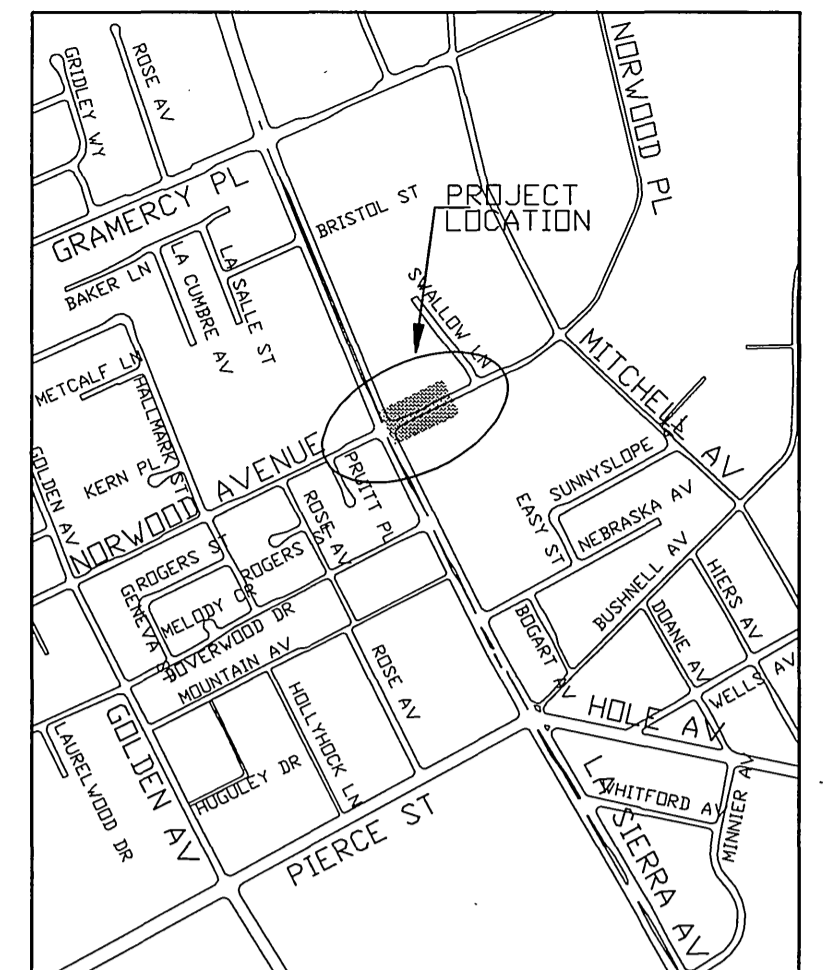 GRIDLEY WY
ROSE AV
NORWOOD PL
GRAMERCY PL
BRISTOL ST
PROJECT
LOCATION
BAKER LN
LA CUMBRE AV
LA SALLE ST
SWALLOW LN
METCALF LN
HALLMARK ST
MITCHELL AV
GOLDEN AV
KERN PL
NORWOOD AVENUE
PRUITT PL
ROSE AV
SUNNYSLOPE
EASY ST
NEBRASKA AV
ROGERS ST
ROGERS S
GENEVA S
MELODY CR
DOVERWOOD DR
MOUNTAIN AV
BUSHNELL AV
HIERS AV
DOANE AV
BOGART AV
WELLS AV
ROSE AV
HOLLYHOCK LN
HOLE AV
GOLDEN AV
LAURELWOOD DR
HUGULEY DR
PIERCE ST
WHITFORD AV
MINNIER AV
LA SIERRA AV